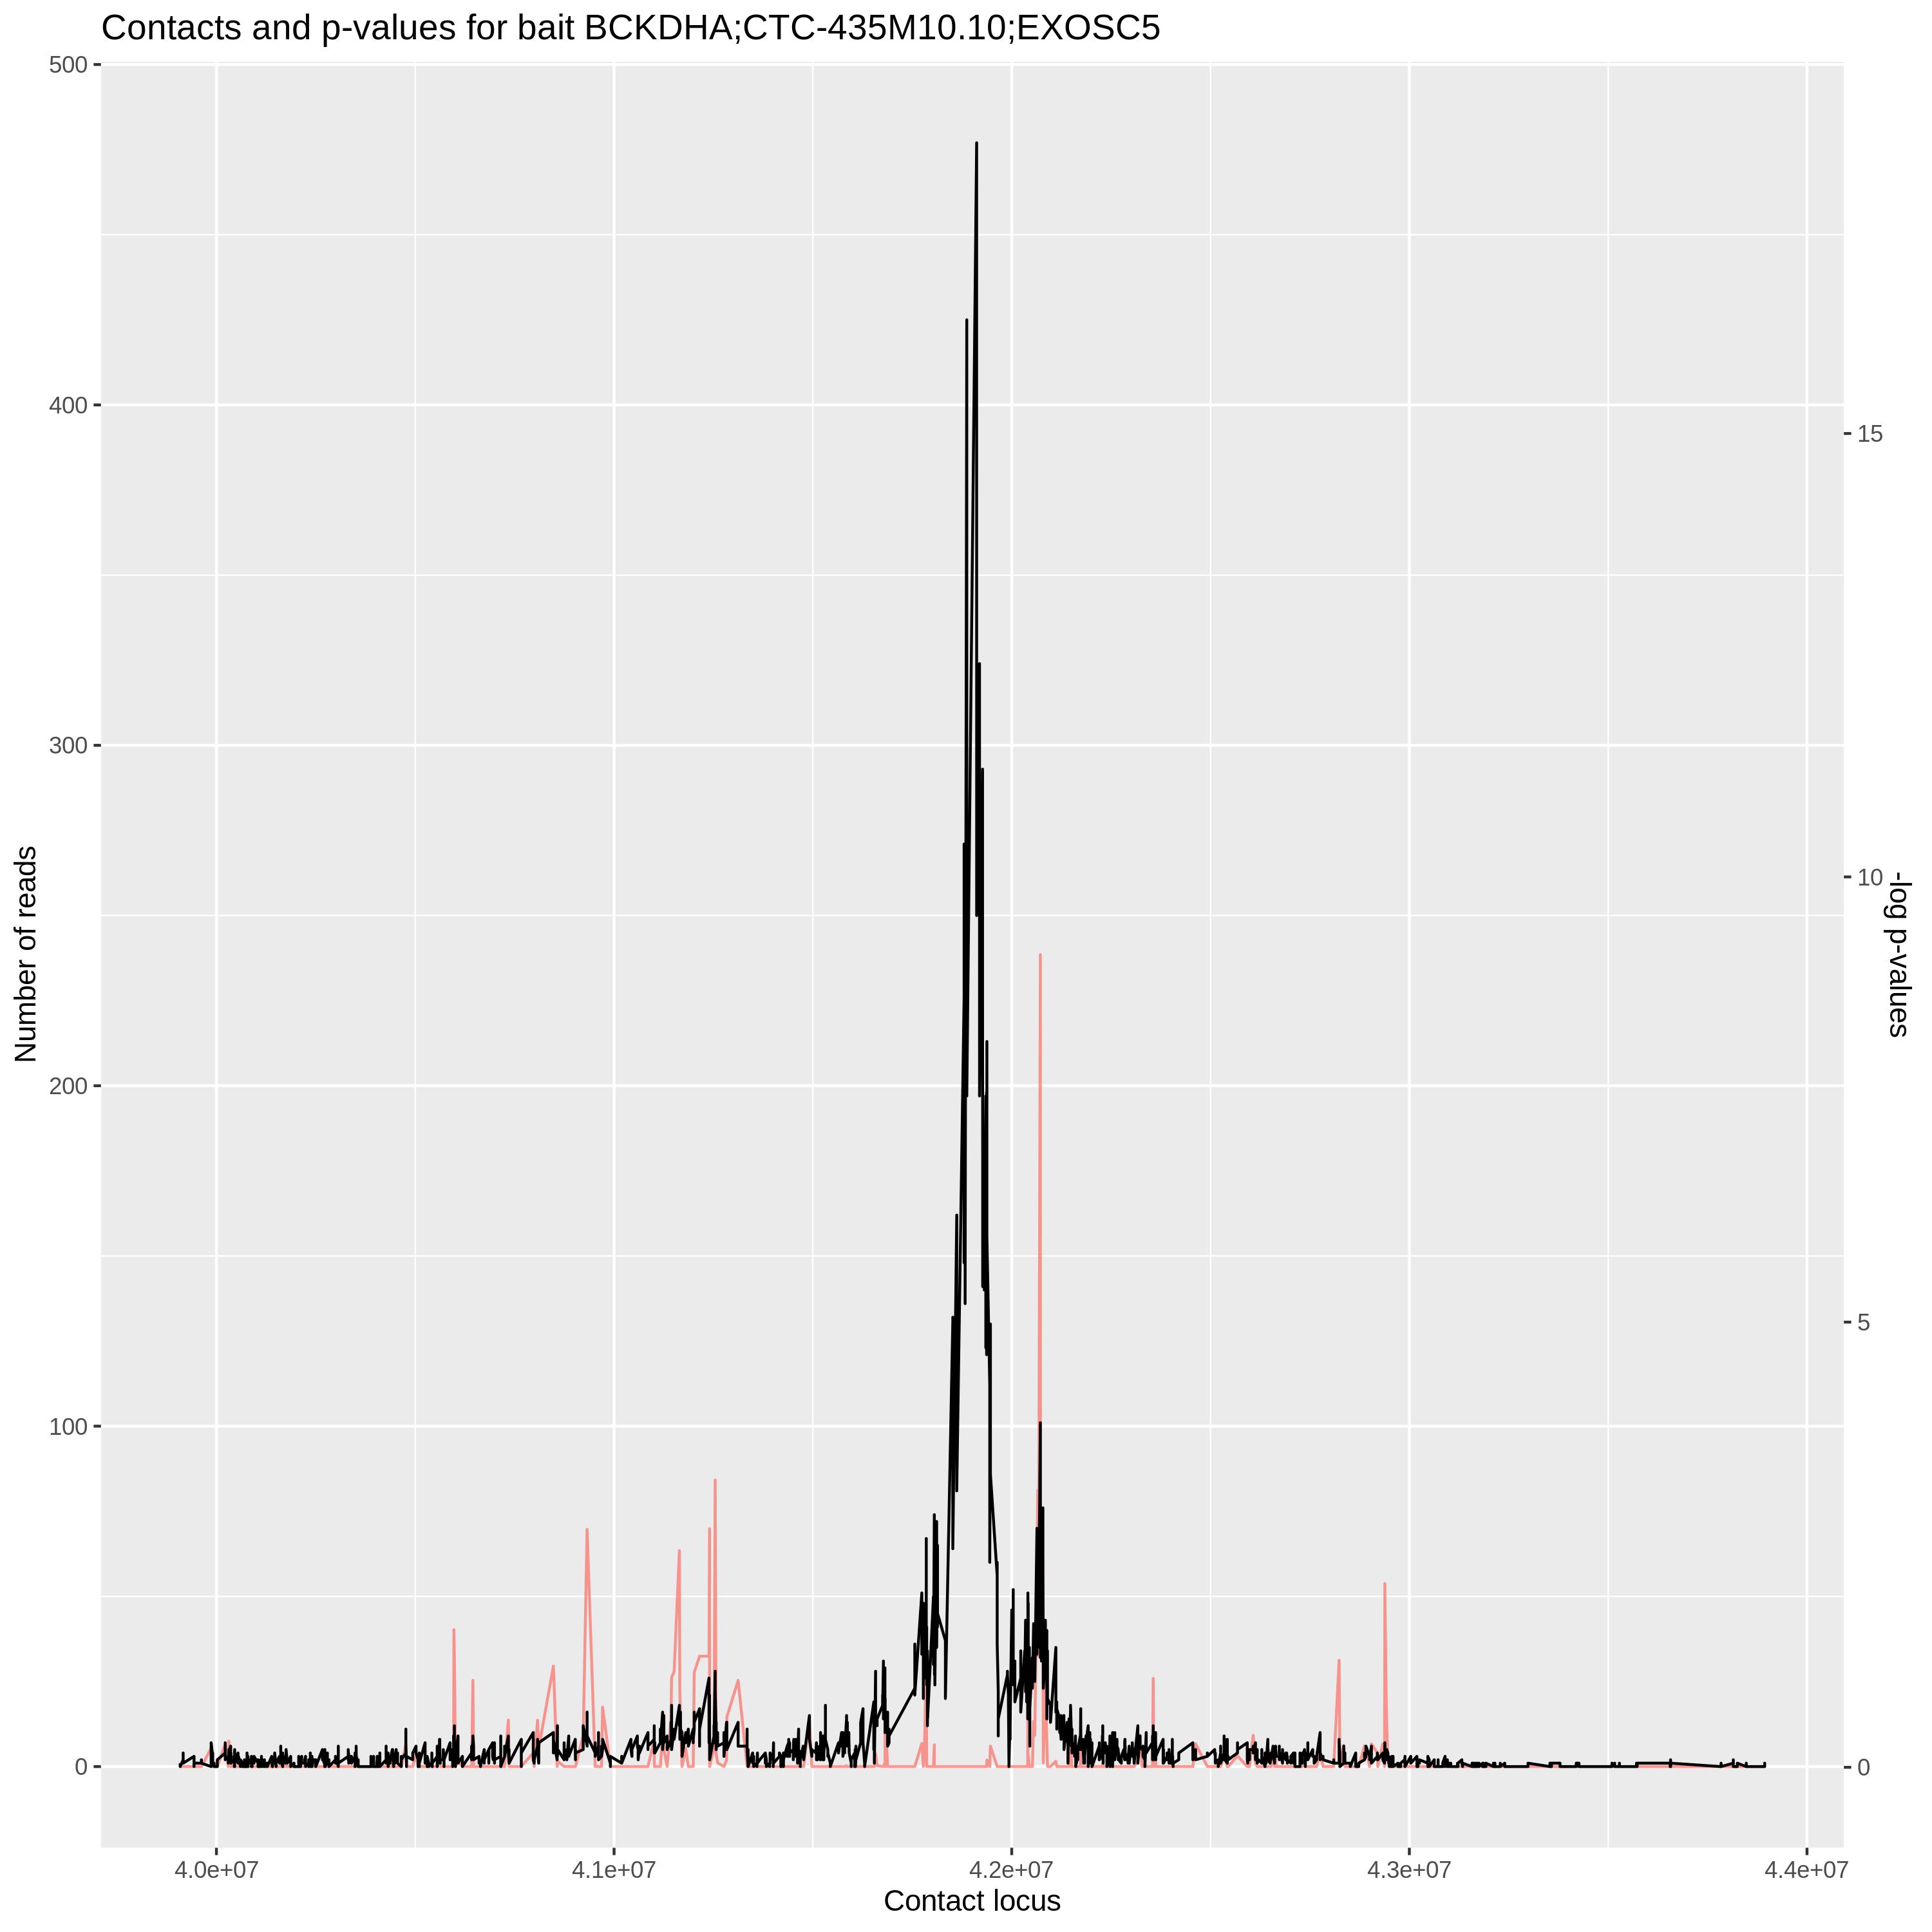 Contacts and p-values for bait BCKDHA;CTC-435M10.10;EXOSC5
500
400
300
200
100
0
Number of reads
15
10
5
0
-log p-values
4.0e+07
4.1e+07
4.2e+07
4.3e+07
4.4e+07
Contact locus